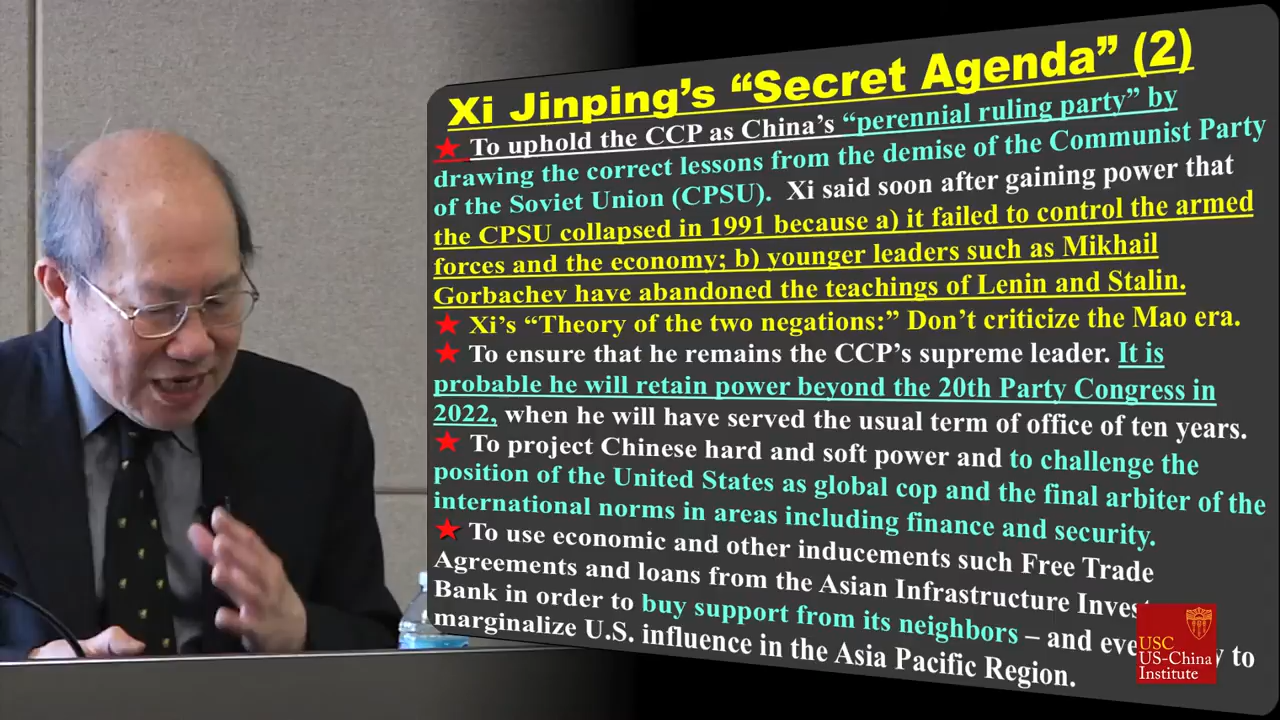 Xi Jinping's “Secret Agenda” (2)
To uphold the CCP as China's “perennial ruling party” by
drawing the correct lessons from the demise of the Communist Party
of the Soviet Union (CPSU). Xi said soon after gaining power that
the CPSU collapsed in 1991 because a) it failed to control the armed
forces and the economy; b) younger leaders such as Mikhail
Gorbachev have abandoned the teachings of Lenin and Stalin.
Xi's “Theory of the two negations:” Don't criticize the Mao era.
To ensure that he remains the CCP's supreme leader. It is
probable he will retain power beyond the 20th Party Congress in
2022, when he will have served the usual term of office of ten years.
To project Chinese hard and soft power and to challenge the
position of the United States as global cop and the final arbiter of the
international norms in areas including finance and security.
To use economic and other inducements such Free Trade
Agreements and loans from the Asian Infrastructure
Bank in order to buy support from its neighbors – and to
marginalize U.S. influence in the Asia Pacific Region.
USC
US-China
Institute